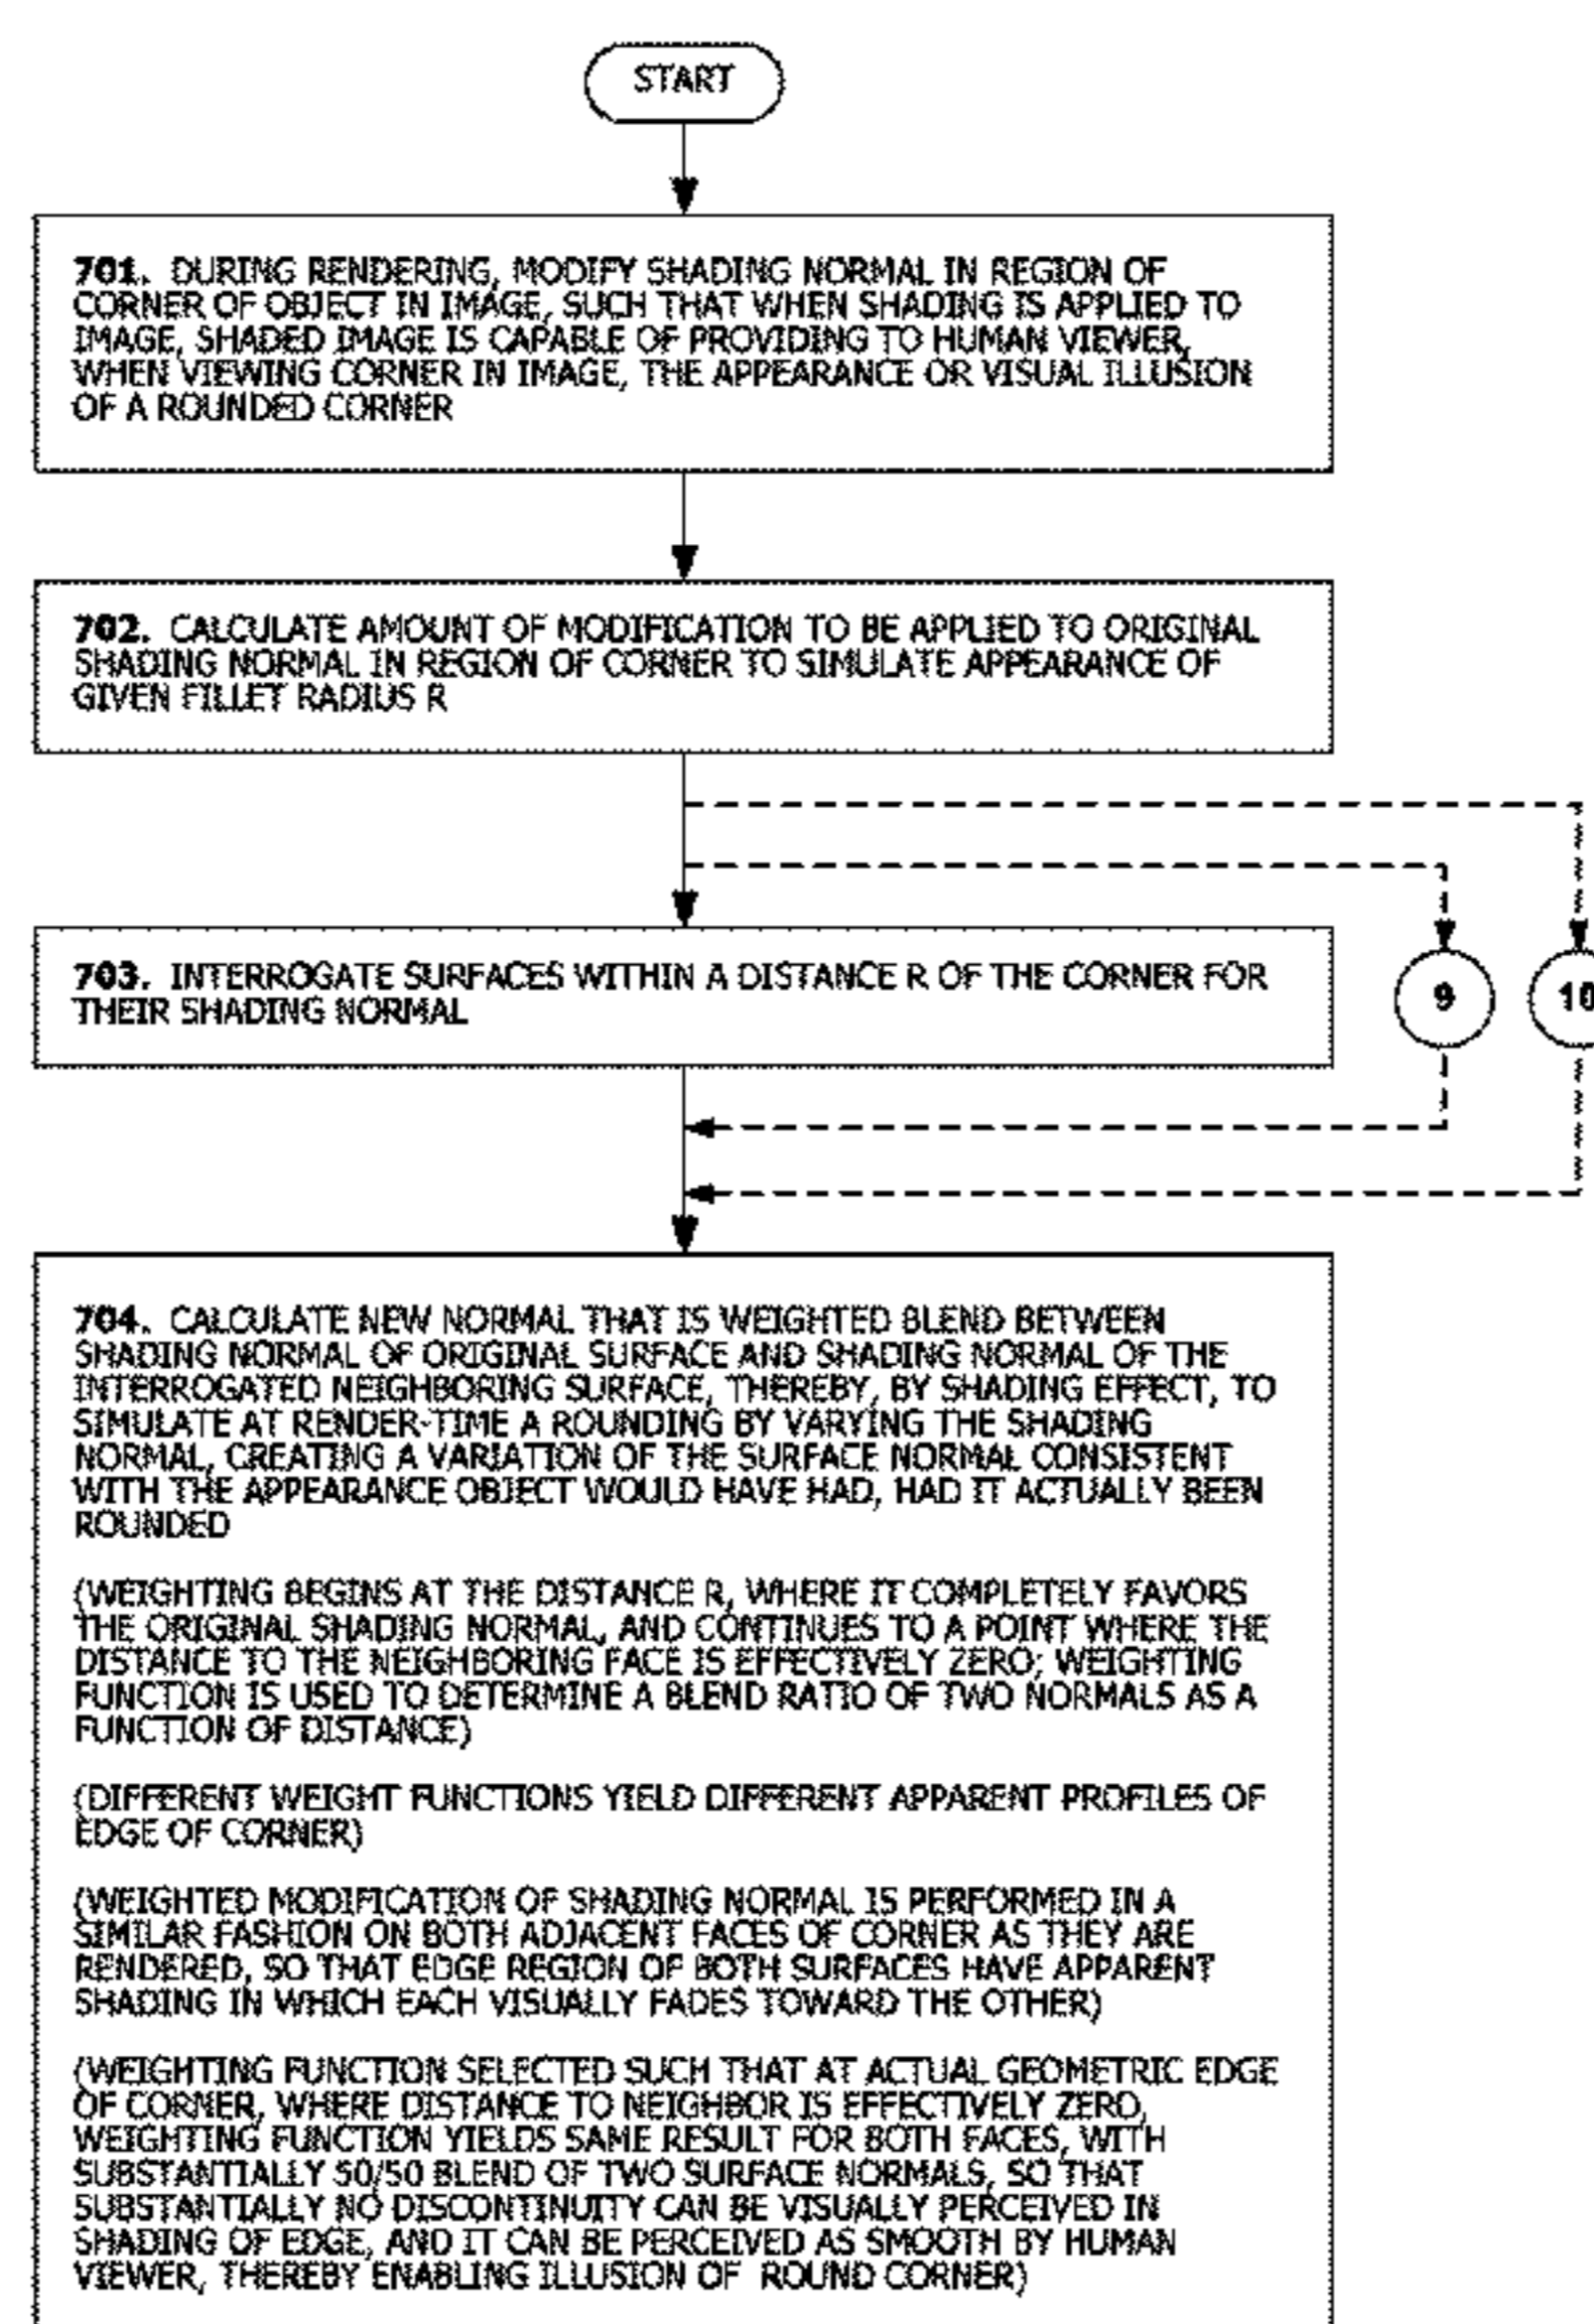 START
701. DURING RENDERING, MODIFY SHADING NORMAL IN REGION OF
CORNER OF OBJECT IN IMAGE, SUCH THAT WHEN SHADING IS APPLIED TO
IMAGE, SHADED IMAGE IS CAPABLE OF PROVIDING TO HUMAN VIEWER,
WHEN VIEWING CORNER IN IMAGE, THE APPEARANCE OR VISUAL ILLUSION
OF A ROUNDED CORNER
702. CALCULATE AMOUNT OF MODIFICATION TO BE APPLIED TO ORIGINAL
SHADING NORMAL IN REGION OF CORNER TO SIMULATE APPEARANCE OF
GIVEN FILLET RADIUS R
703. INTERROGATE SURFACES WITHIN A DISTANCE R OF THE CORNER FOR
THEIR SHADING NORMAL
9
10
704. CALCULATE NEW NORMAL THAT IS WEIGHTED BLEND BETWEEN
SHADING NORMAL OF ORIGINAL SURFACE AND SHADING NORMAL OF THE
INTERROGATED NEIGHBORING SURFACE, THEREBY, BY SHADING EFFECT, TO
SIMULATE AT RENDER-TIME A ROUNDING BY VARYING THE SHADING
NORMAL, CREATING A VARIATION OF THE SURFACE NORMAL CONSISTENT
WITH THE APPEARANCE OBJECT WOULD HAVE HAD, HAD IT ACTUALLY BEEN
ROUNDED
(WEIGHTING BEGINS AT THE DISTANCE R, WHERE IT COMPLETELY FAVORS
THE ORIGINAL SHADING NORMAL, AND CONTINUES TO A POINT WHERE THE
DISTANCE TO THE NEIGHBORING FACE IS EFFECTIVELY ZERO; WEIGHTING
FUNCTION IS USED TO DETERMINE A BLEND RATIO OF TWO NORMALS AS A
FUNCTION OF DISTANCE)
(DIFFERENT WEIGHT FUNCTIONS YIELD DIFFERENT APPARENT PROFILES OF
EDGE OF CORNER)
(WEIGHTED MODIFICATION OF SHADING NORMAL IS PERFORMED IN A
SIMILAR FASHION ON BOTH ADJACENT FACES OF CORNER AS THEY ARE
RENDERED, SO THAT EDGE REGION OF BOTH SURFACES HAVE APPARENT
SHADING IN WHICH EACH VISUALLY FADES TOWARD THE OTHER)
(WEIGHTING FUNCTION SELECTED SUCH THAT AT ACTUAL GEOMETRIC EDGE
OF CORNER, WHERE DISTANCE TO NEIGHBOR IS EFFECTIVELY ZERO,
WEIGHTING FUNCTION YIELDS SAME RESULT FOR BOTH FACES, WITH
SUBSTANTIALLY 50/50 BLEND OF TWO SURFACE NORMALS, SO THAT
SUBSTANTIALLY NO DISCONTINUITY CAN BE VISUALLY PERCEIVED IN
SHADING OF EDGE, AND IT CAN BE PERCEIVED AS SMOOTH BY HUMAN
VIEWER, THEREBY ENABLING ILLUSION OF ROUND CORNER)